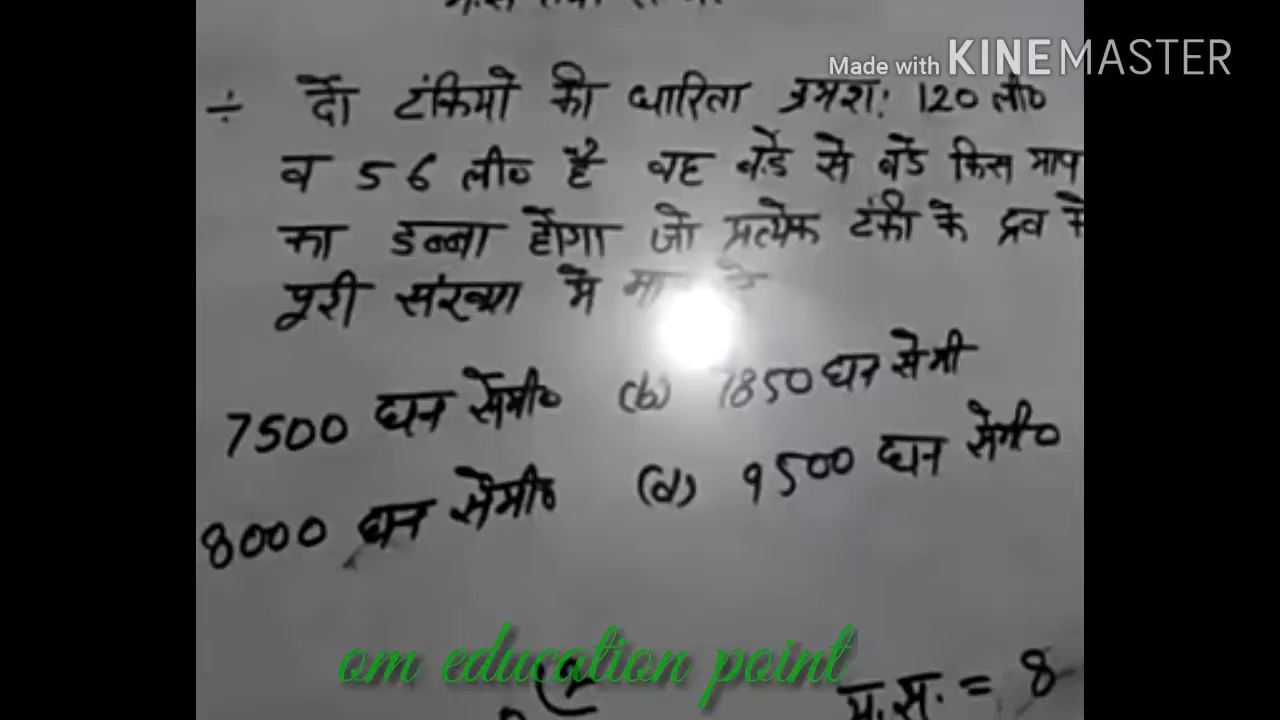 Made with KINEMASTER
÷ दो टंकियो की धारिता क्रमश: 120 ली०
व 56 ली० है वह बड़े से बड़े किस माप
का डब्बा होगा जो प्रत्येक टंकी के द्रव के
पूरी संख्या में
7500 घन सेमी० (b) 7850 घन सेमी
8000 घन सेमी० (d) 9500 घन सेमी०
om education point
म.स. = 8